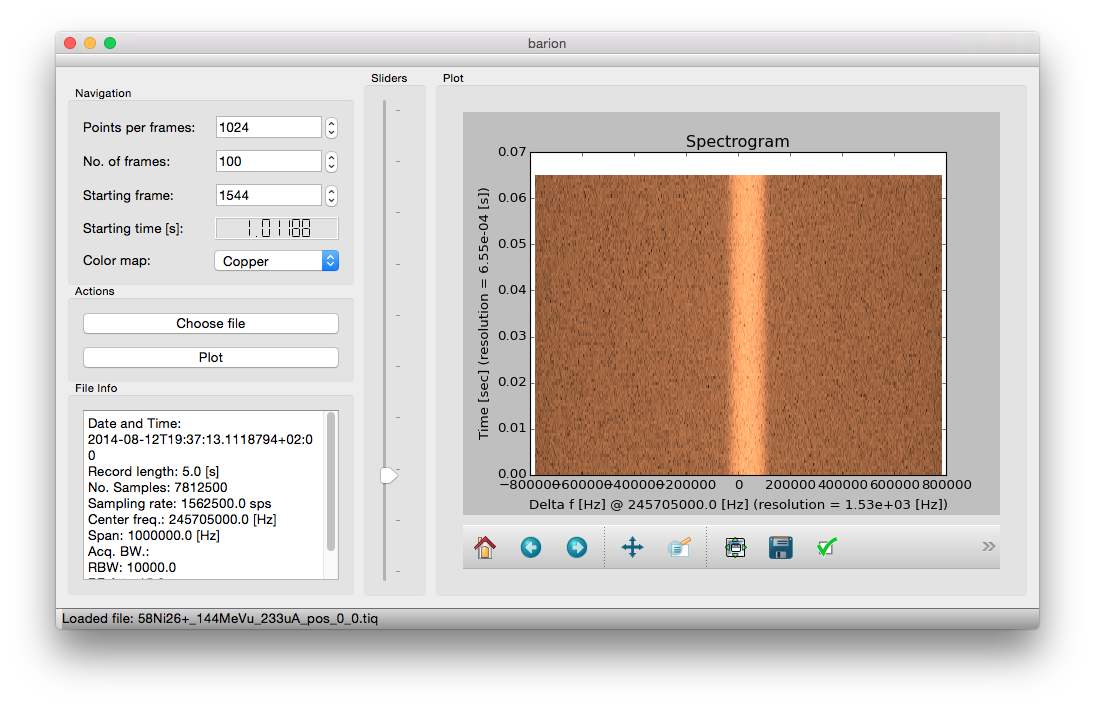 barion
Navigation
Points per frames: 1024
No. of frames: 100
Starting frame: 1544
Starting time [s]: 1.01188
Color map: Copper
Actions
Choose file
Plot
File Info
Date and Time:
2014-08-12T19:37:13.1118794+02:0
0
Record length: 5.0 [s]
No. Samples: 7812500
Sampling rate: 1562500.0 sps
Center freq.: 245705000.0 [Hz]
Span: 1000000.0 [Hz]
Acq. BW.:
RBW: 10000.0
Sliders
Plot
Spectrogram
0.07
0.06
0.05
0.04
0.03
0.02
0.01
0.00
Time [sec] (resolution = 6.55e-04 [s])
−800000 −600000 −400000 −200000 0 200000 400000 600000 800000
Delta f [Hz] @ 245705000.0 [Hz] (resolution = 1.53e+03 [Hz])
Loaded file: 58Ni26+_144MeVu_233uA_pos_0_0.tiq